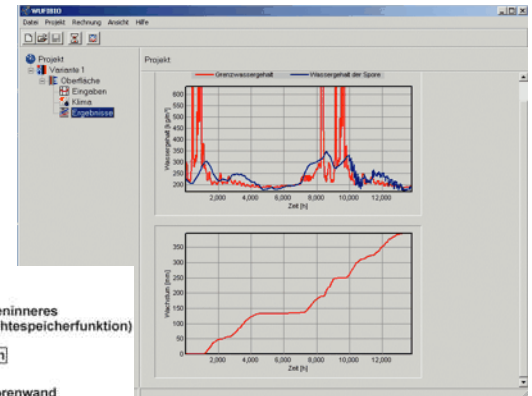 WUFIBIO
Datei Projekt Rechnung Ansicht Hilfe
Projekt
Variante 1
Oberfläche
Eingaben
Klima
Ergebnisse
Projekt
Grenzwassergehalt
Wassergehalt der Spore
Wassergehalt [kg/m³]
600
550
500
450
400
350
300
250
200
2,000 4,000 6,000 8,000 10,000 12,000
Zeit [h]
Wachstum [mm]
350
300
250
200
150
100
50
0
2,000 4,000 6,000 8,000 10,000 12,000
Zeit [h]
eninneres
htespeicherfunktion)
orenwand